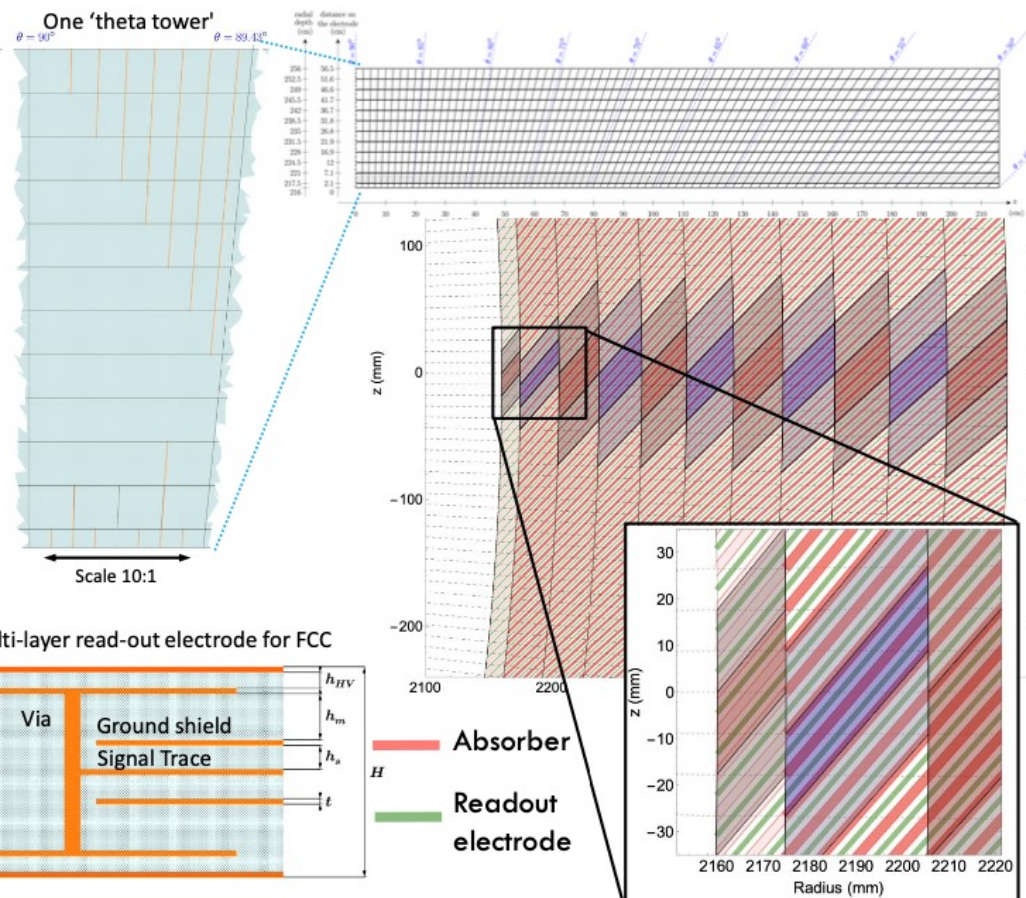 One ‘theta tower'
θ = 90°
θ = 89.43°
Scale 10:1
radial depth (cm)
distance on the electrode (cm)
256 56.5
252.5 51.6
249 46.6
245.5 41.7
242 36.7
238.5 31.8
235 26.9
231.5 21.9
228 16.9
224.5 12
221 7.1
217.5 2.1
216 0
0 10 20 30 40 50 60 70 80 90 100 110 120 130 140 150 160 170 180 190 200 210
(cm)
z (mm)
100
0
−100
−200
2100
2200
z (mm)
30
20
10
0
−10
−20
−30
2160 2170 2180 2190 2200 2210 2220
Radius (mm)
lti-layer read-out electrode for FCC
Via
Ground shield
Signal Trace
h_HV
h_m
h_s
t
H
Absorber
Readout
electrode